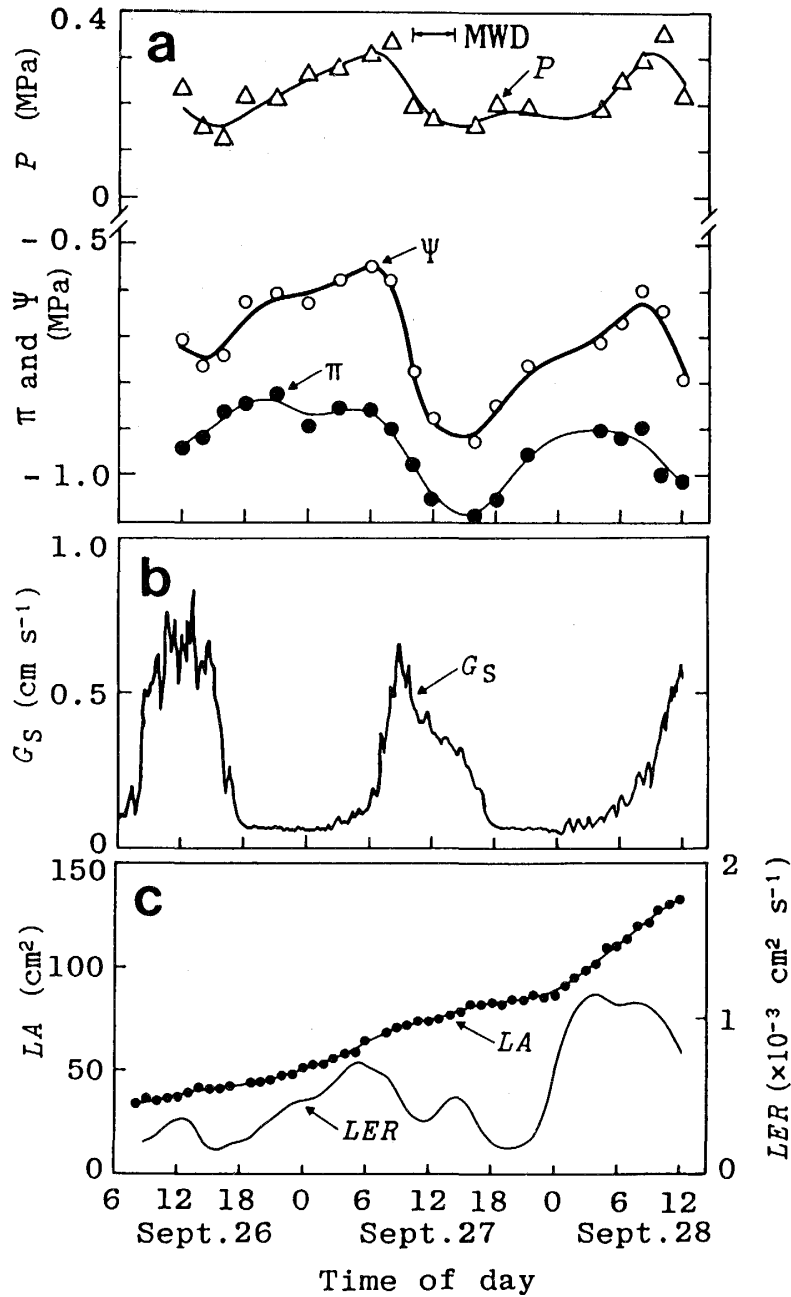 a
0.4
P (MPa)
0
MWD
P
- 0.5
- π and Ψ
(MPa)
- 1.0
Ψ
π
b
1.0
G_S (cm s⁻¹)
0.5
0
G_S
c
150
LA (cm²)
100
50
0
LA
LER
2
LER (×10⁻³ cm² s⁻¹)
1
0
6 12 18 0 6 12 18 0 6 12
Sept.26 Sept.27 Sept.28
Time of day